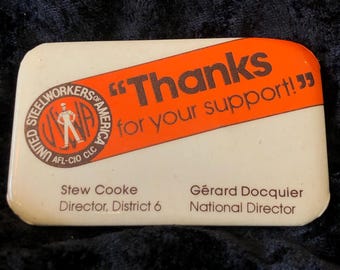 UNITED STEELWORKERS OF AMERICA
AFL-CIO CLC
"Thanks
for your support!"
Stew Cooke
Director, District 6
Gérard Docquier
National Director